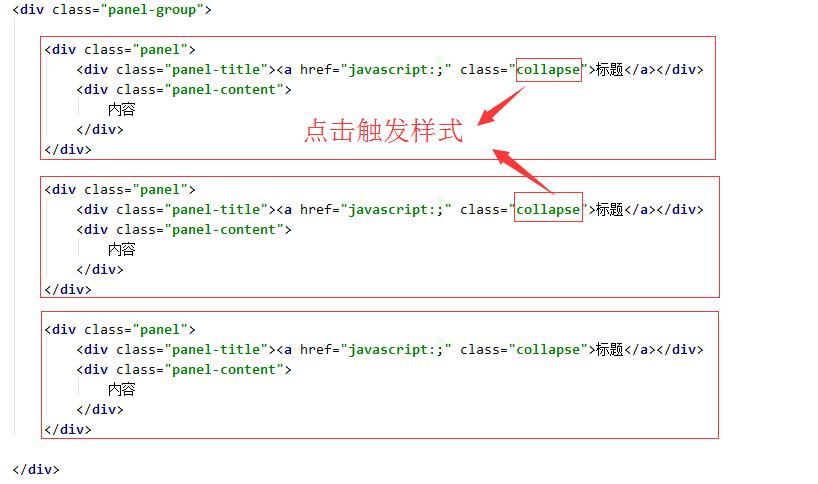 <div class="panel-group">
<div class="panel">
<div class="panel-title"><a href="javascript:;" class="collapse">标题</a></div>
<div class="panel-content">
内容
</div>
点击触发样式
</div>
<div class="panel">
<div class="panel-title"><a href="javascript:;" class="collapse">标题</a></div>
<div class="panel-content">
内容
</div>
</div>
<div class="panel">
<div class="panel-title"><a href="javascript:;" class="collapse">标题</a></div>
<div class="panel-content">
内容
</div>
</div>
</div>